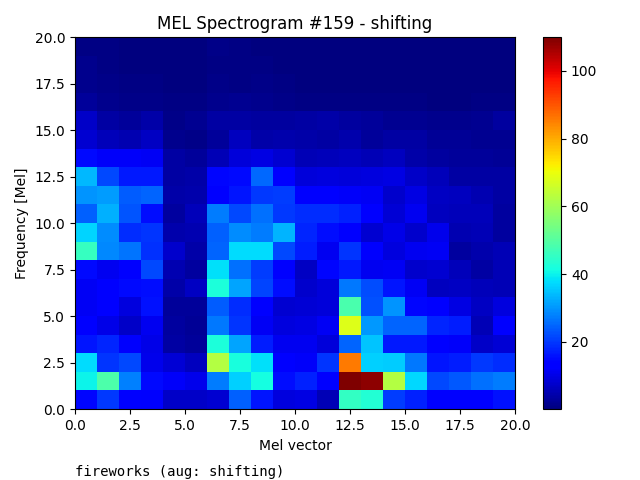 MEL Spectrogram #159 - shifting
20.0
17.5
15.0
12.5
10.0
7.5
5.0
2.5
0.0
Frequency [Mel]
0.0 2.5 5.0 7.5 10.0 12.5 15.0 17.5 20.0
Mel vector
100
80
60
40
20
fireworks (aug: shifting)